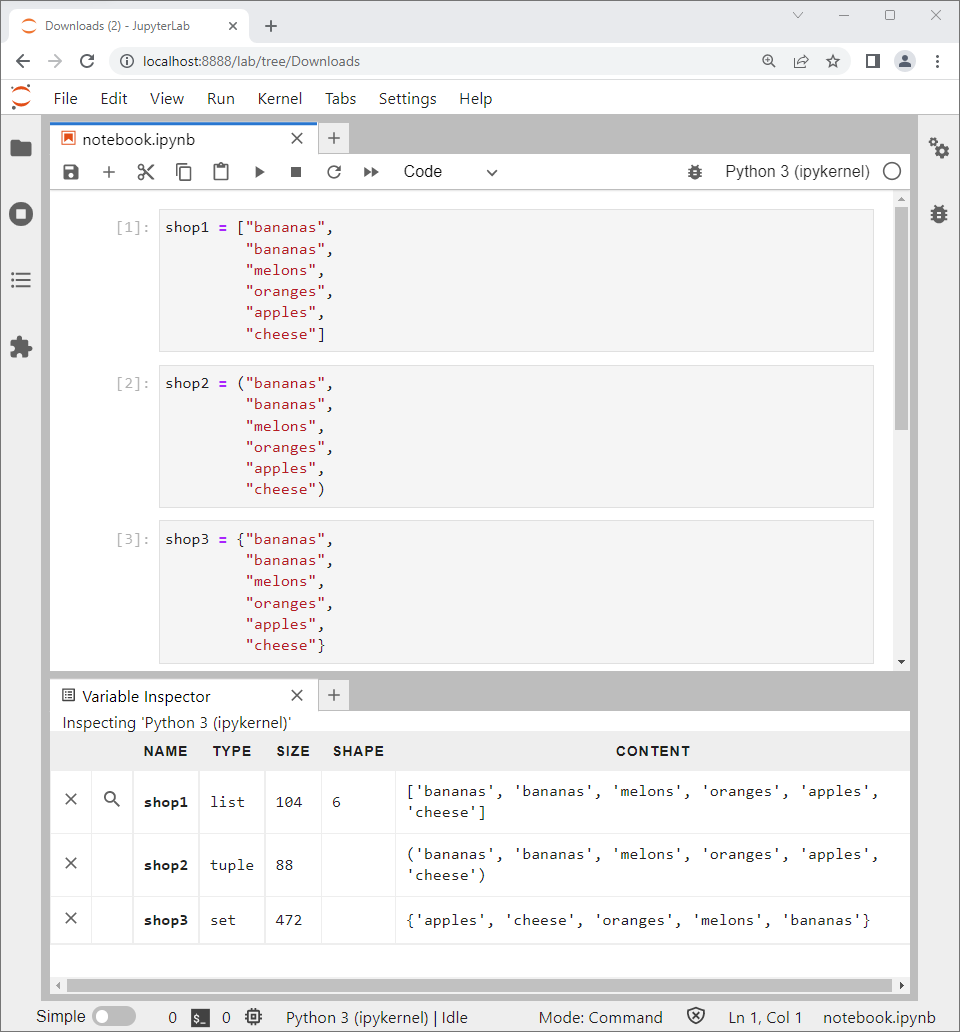 Downloads (2) - JupyterLab
localhost:8888/lab/tree/Downloads
File Edit View Run Kernel Tabs Settings Help
notebook.ipynb
Code Python 3 (ipykernel)
[1]: shop1 = ["bananas",
"bananas",
"melons",
"oranges",
"apples",
"cheese"]
[2]: shop2 = ("bananas",
"bananas",
"melons",
"oranges",
"apples",
"cheese")
[3]: shop3 = {"bananas",
"bananas",
"melons",
"oranges",
"apples",
"cheese"}
Variable Inspector
Inspecting 'Python 3 (ipykernel)'
NAME TYPE SIZE SHAPE CONTENT
shop1 list 104 6 ['bananas', 'bananas', 'melons', 'oranges', 'apples',
'cheese']
shop2 tuple 88 ('bananas', 'bananas', 'melons', 'oranges', 'apples',
'cheese')
shop3 set 472 {'apples', 'cheese', 'oranges', 'melons', 'bananas'}
Simple 0 $_ 0 Python 3 (ipykernel) | Idle Mode: Command Ln 1, Col 1 notebook.ipynb